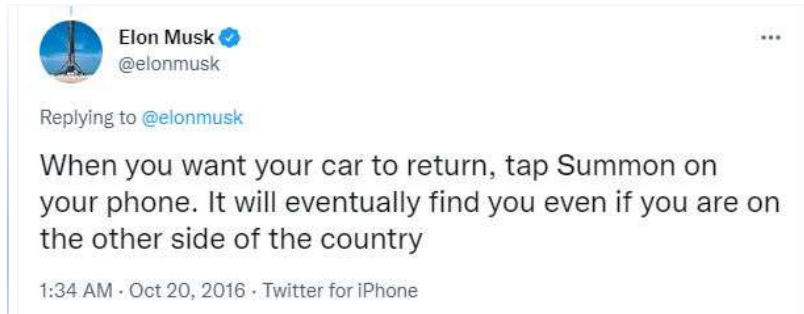 Elon Musk
@elonmusk
Replying to @elonmusk
When you want your car to return, tap Summon on
your phone. It will eventually find you even if you are on
the other side of the country
1:34 AM · Oct 20, 2016 · Twitter for iPhone